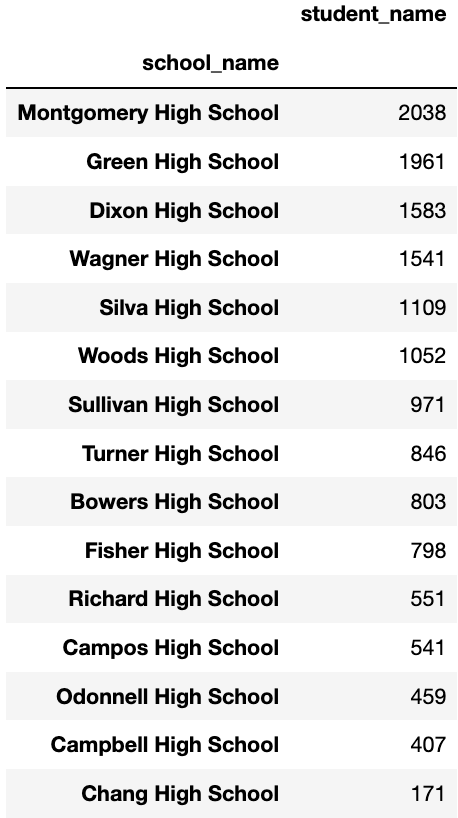 student_name
school_name
Montgomery High School 2038
Green High School 1961
Dixon High School 1583
Wagner High School 1541
Silva High School 1109
Woods High School 1052
Sullivan High School 971
Turner High School 846
Bowers High School 803
Fisher High School 798
Richard High School 551
Campos High School 541
Odonnell High School 459
Campbell High School 407
Chang High School 171